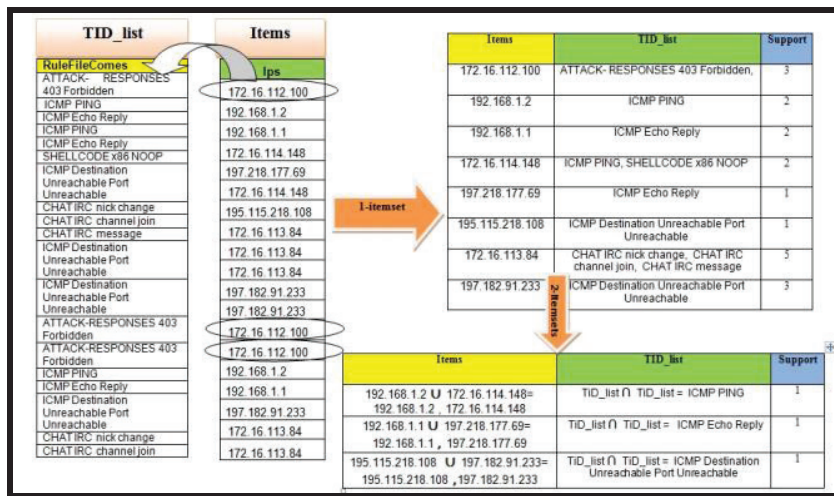 TID_list
RuleFileComes
ATTACK- RESPONSES
403 Forbidden
ICMP PING
ICMP Echo Reply
ICMP PING
ICMP Echo Reply
SHELLCODE x86 NOOP
ICMP Destination
Unreachable Port
Unreachable
CHAT IRC nick change
CHAT IRC channel join
CHAT IRC message
ICMP Destination
Unreachable Port
Unreachable
ICMP Destination
Unreachable Port
Unreachable
ATTACK-RESPONSES 403
Forbidden
ATTACK-RESPONSES 403
Forbidden
ICMP PING
ICMP Echo Reply
ICMP Destination
Unreachable Port
Unreachable
CHAT IRC nick change
CHAT IRC channel join
Items
Ips
172.16.112.100
192.168.1.2
192.168.1.1
172.16.114.148
197.218.177.69
172.16.114.148
195.115.218.108
172.16.113.84
172.16.113.84
172.16.113.84
197.182.91.233
197.182.91.233
172.16.112.100
172.16.112.100
192.168.1.2
192.168.1.1
197.182.91.233
172.16.113.84
172.16.113.84
1-itemset
Items TID_list Support
172.16.112.100 ATTACK- RESPONSES 403 Forbidden, 3
192.168.1.2 ICMP PING 2
192.168.1.1 ICMP Echo Reply 2
172.16.114.148 ICMP PING, SHELLCODE x86 NOOP 2
197.218.177.69 ICMP Echo Reply 1
195.115.218.108 ICMP Destination Unreachable Port 1
Unreachable
172.16.113.84 CHAT IRC nick change, CHAT IRC 5
channel join, CHAT IRC message
197.182.91.233 ICMP Destination Unreachable Port 3
Unreachable
2-Itemsets
Items TID_list Support
192.168.1.2 U 172.16.114.148= TiD_list ∩ TiD_list = ICMP PING 1
192.168.1.2 , 172.16.114.148
192.168.1.1 U 197.218.177.69= TiD_list ∩ TiD_list = ICMP Echo Reply 1
192.168.1.1 , 197.218.177.69
195.115.218.108 U 197.182.91.233= TiD_list ∩ TiD_list = ICMP Destination 1
195.115.218.108 ,197.182.91.233 Unreachable Port Unreachable